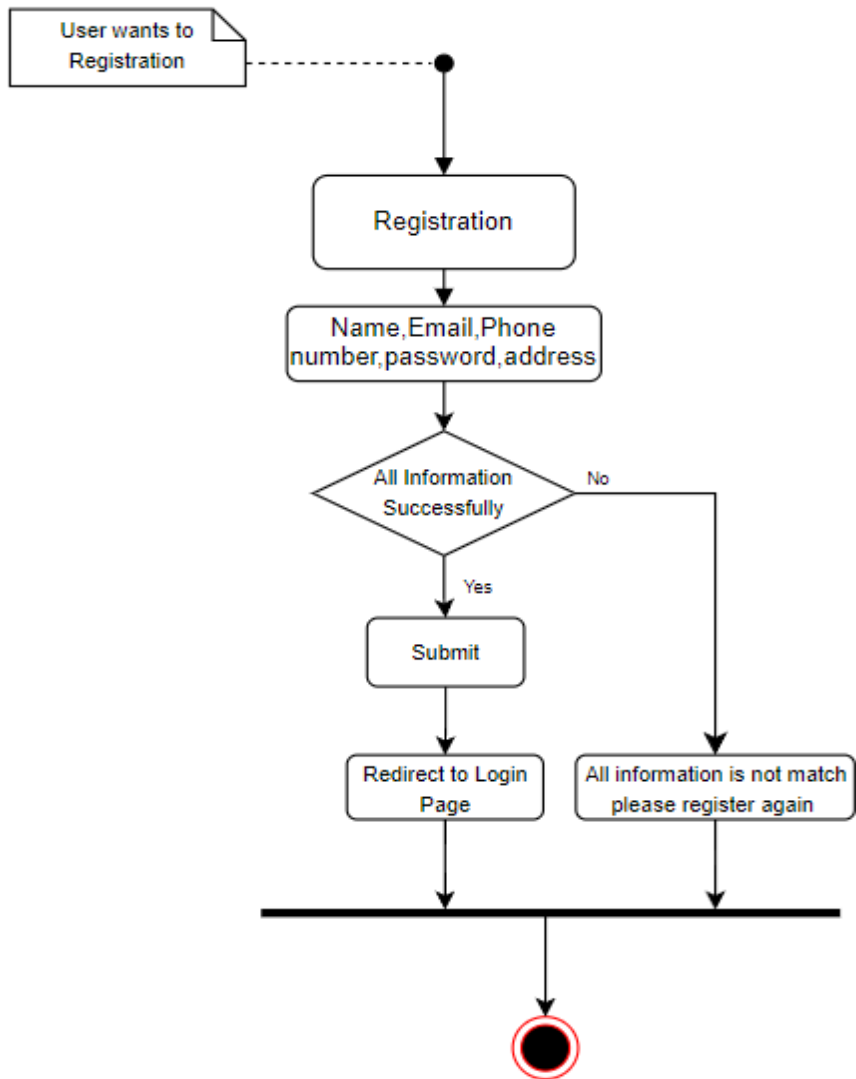 User wants to
Registration
Registration
Name,Email,Phone
number,password,address
All Information
Successfully
No
Yes
Submit
Redirect to Login
Page
All information is not match
please register again